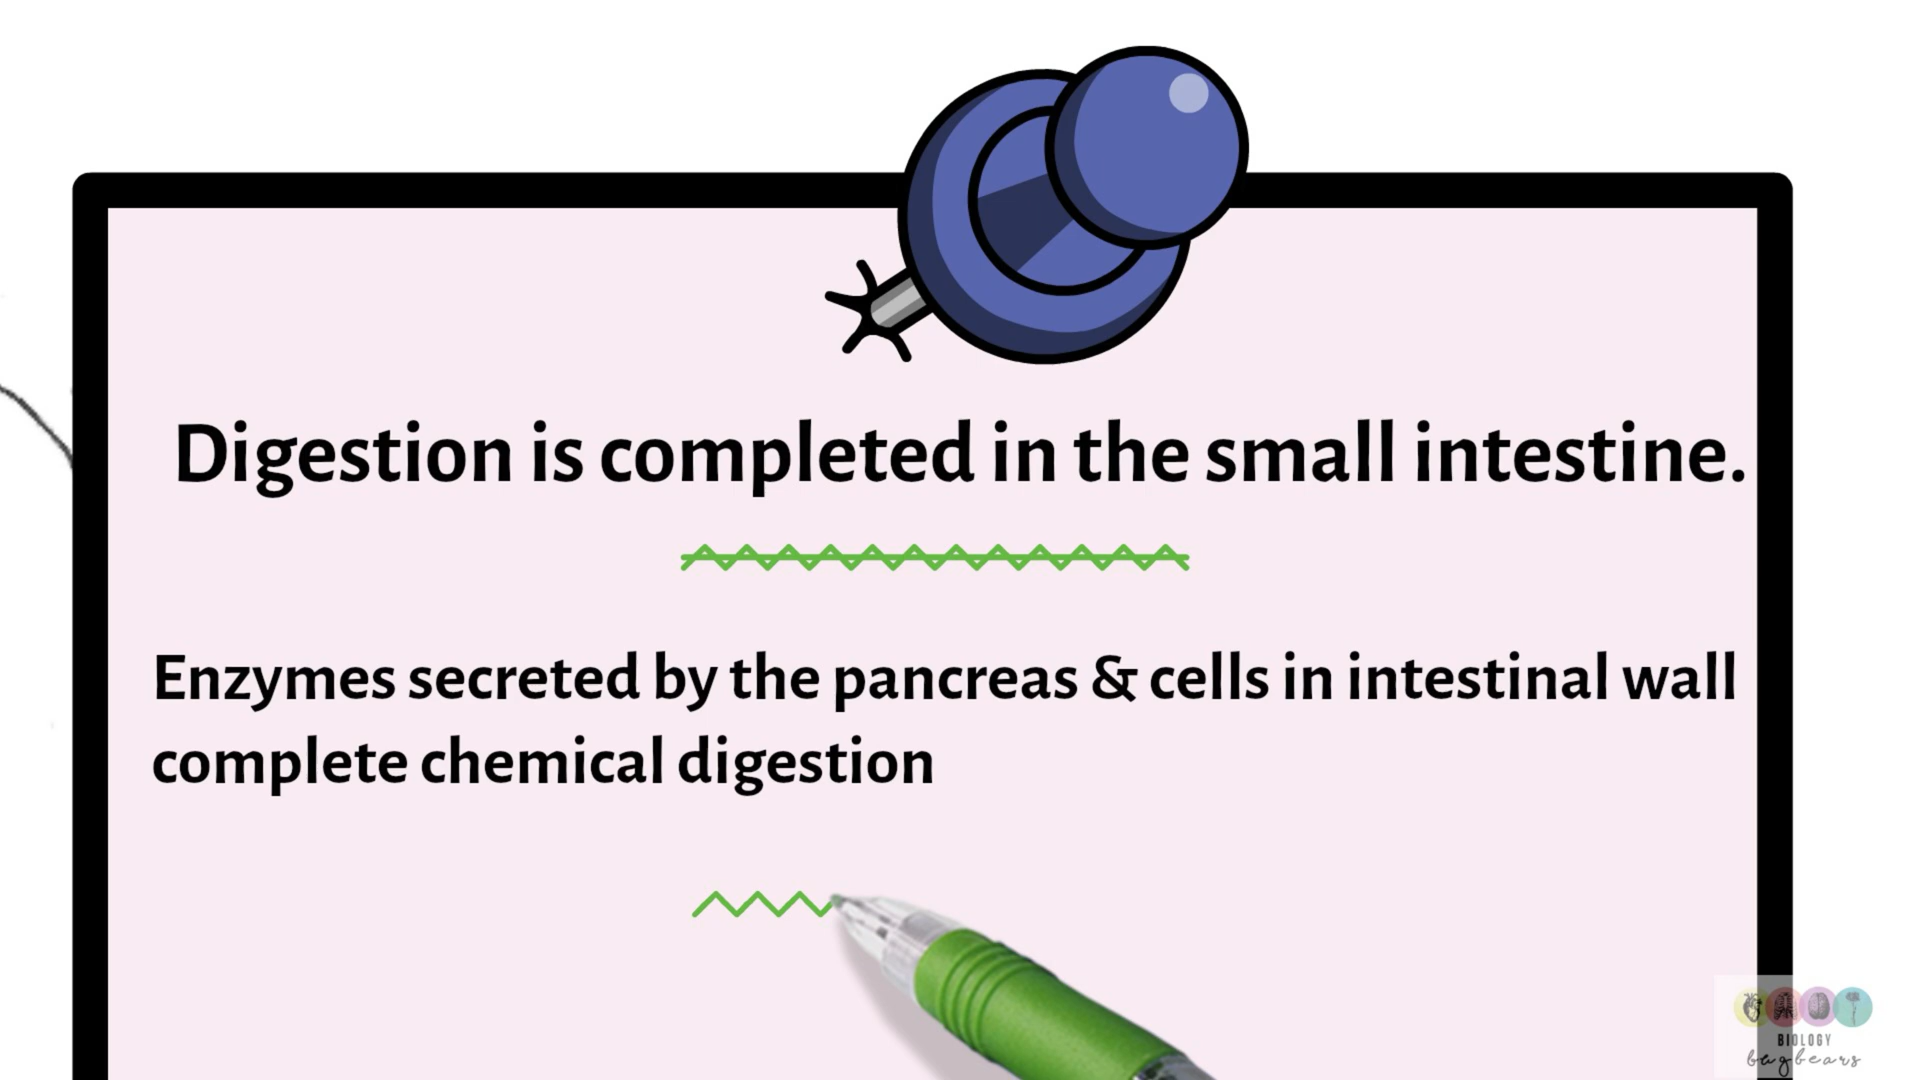 Digestion is completed in the small intestine.
Enzymes secreted by the pancreas & cells in intestinal wall
complete chemical digestion
BIOLOGY
bugbears